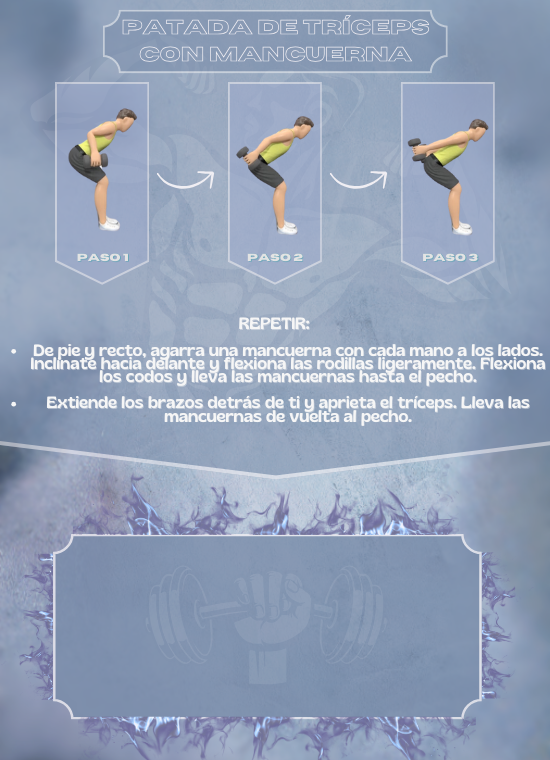 PATADA DE TRÍCEPS
CON MANCUERNA
PASO 1
PASO 2
PASO 3
REPETIR:
• De pie y recto, agarra una mancuerna con cada mano a los lados.
Inclínate hacia delante y flexiona las rodillas ligeramente. Flexiona
los codos y lleva las mancuernas hasta el pecho.
• Extiende los brazos detrás de ti y aprieta el tríceps. Lleva las
mancuernas de vuelta al pecho.